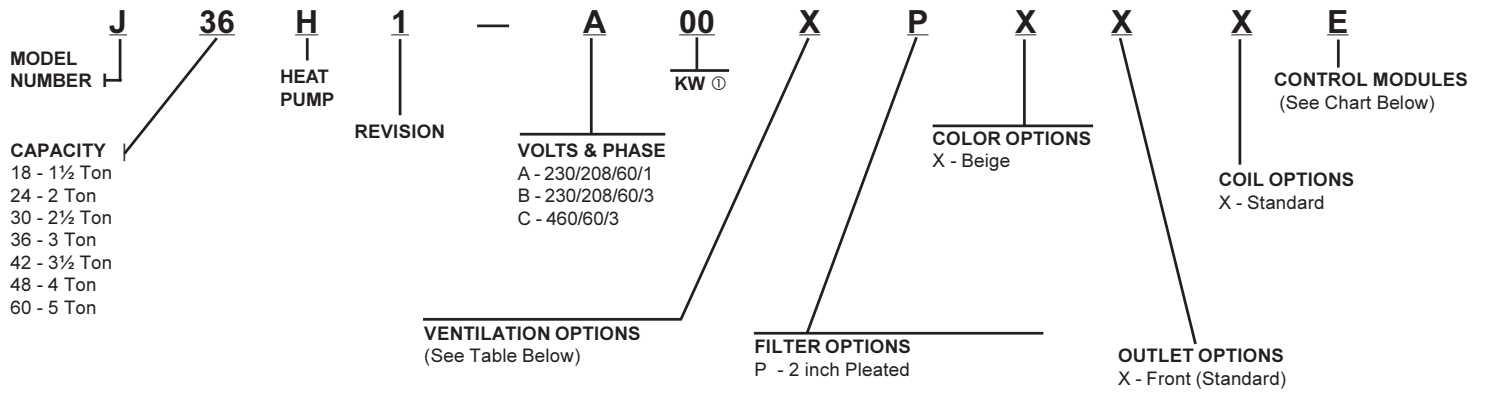 J 36 H 1 — A 00 X P X X X E
MODEL
NUMBER
HEAT
PUMP
REVISION
KW ①
CONTROL MODULES
(See Chart Below)
CAPACITY
18 - 1½ Ton
24 - 2 Ton
30 - 2½ Ton
36 - 3 Ton
42 - 3½ Ton
48 - 4 Ton
60 - 5 Ton
VOLTS & PHASE
A - 230/208/60/1
B - 230/208/60/3
C - 460/60/3
COLOR OPTIONS
X - Beige
COIL OPTIONS
X - Standard
VENTILATION OPTIONS
(See Table Below)
FILTER OPTIONS
P - 2 inch Pleated
OUTLET OPTIONS
X - Front (Standard)